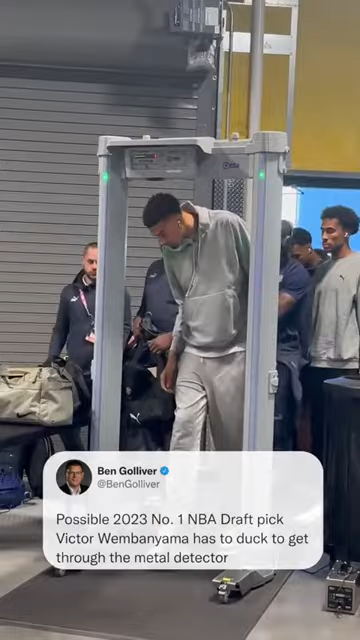 Ben Golliver
@BenGolliver
Possible 2023 No. 1 NBA Draft pick
Victor Wembanyama has to duck to get
through the metal detector